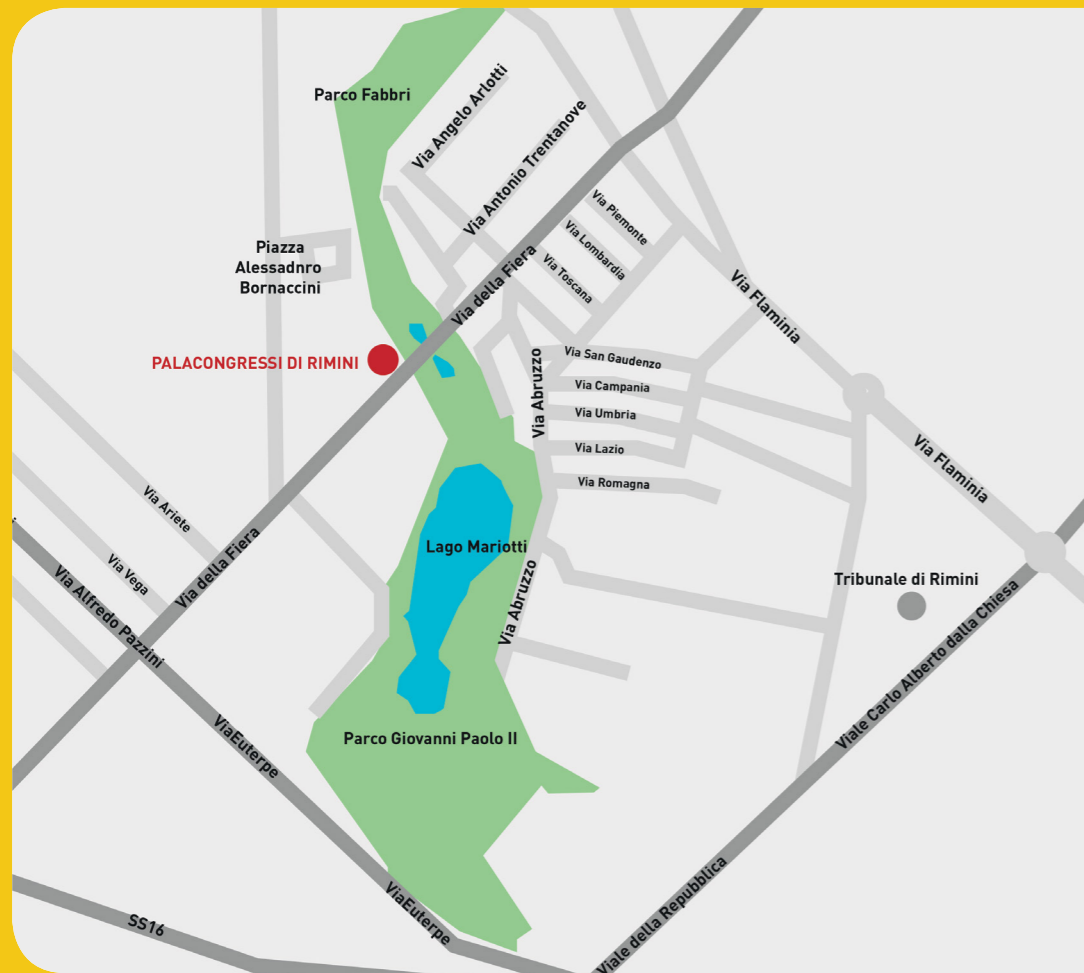 Parco Fabbri
Via Angelo Arlotti
Via Antonio Trentanove
Via Piemonte
Via Lombardia
Via Toscana
Piazza
Alessadnro
Bornaccini
Via della Fiera
Via Flaminia
PALACONGRESSI DI RIMINI
Via San Gaudenzo
Via Abruzzo
Via Campania
Via Umbria
Via Lazio
Via Romagna
Via Flaminia
Via Ariete
Via Vega
Via della Fiera
Lago Mariotti
Via Alfredo Pazzini
Via Abruzzo
Tribunale di Rimini
Viale Carlo Alberto dalla Chiesa
ViaEuterpe
Parco Giovanni Paolo II
ViaEuterpe
SS16
Viale della Repubblica